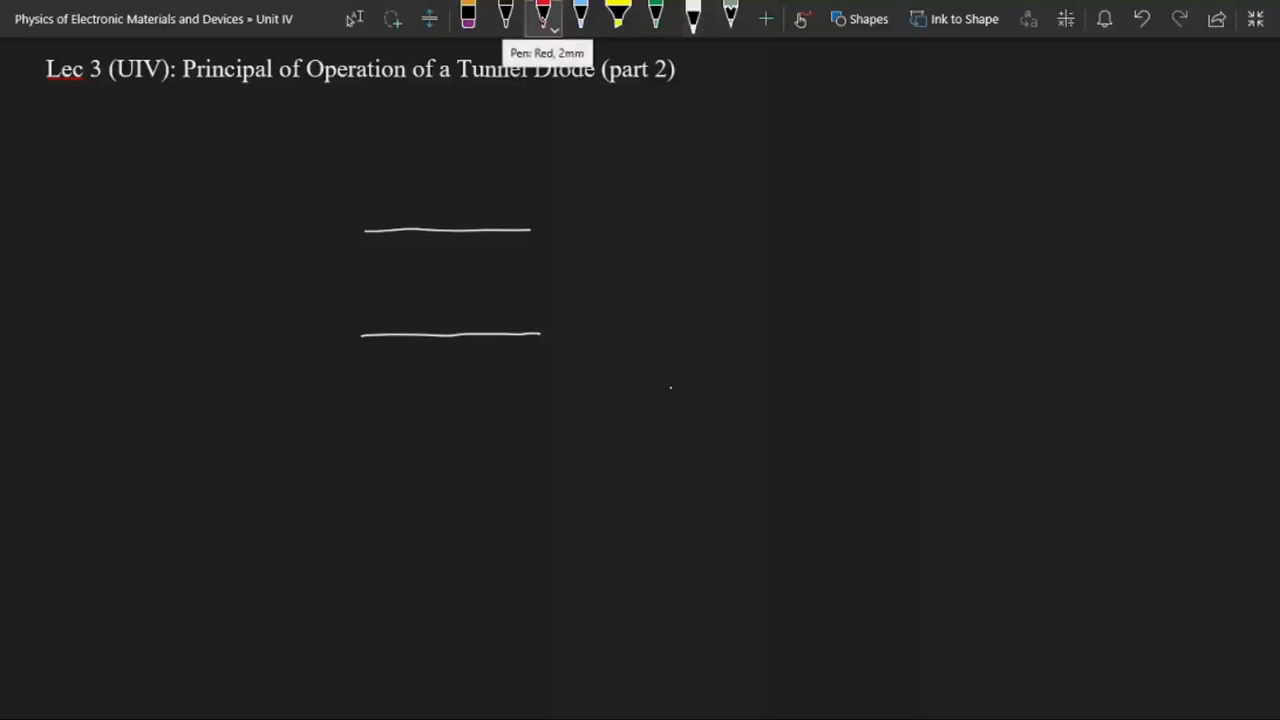 Physics of Electronic Materials and Devices » Unit IV
Shapes
Ink to Shape
Pen: Red, 2mm
Lec 3 (UIV): Principal of Operation of a Tunnel Diode (part 2)